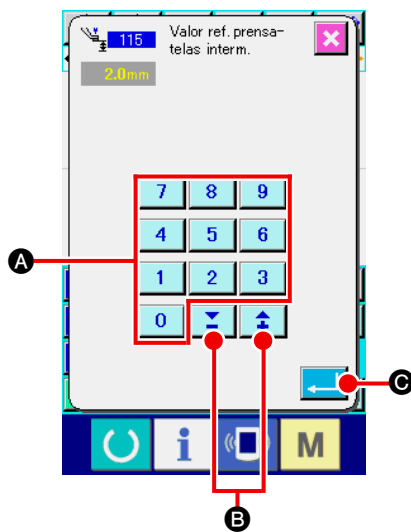 115
Valor ref. prensa-
telas interm.
2.0mm
7 8 9
4 5 6
1 2 3
0
A
B
C
i
M